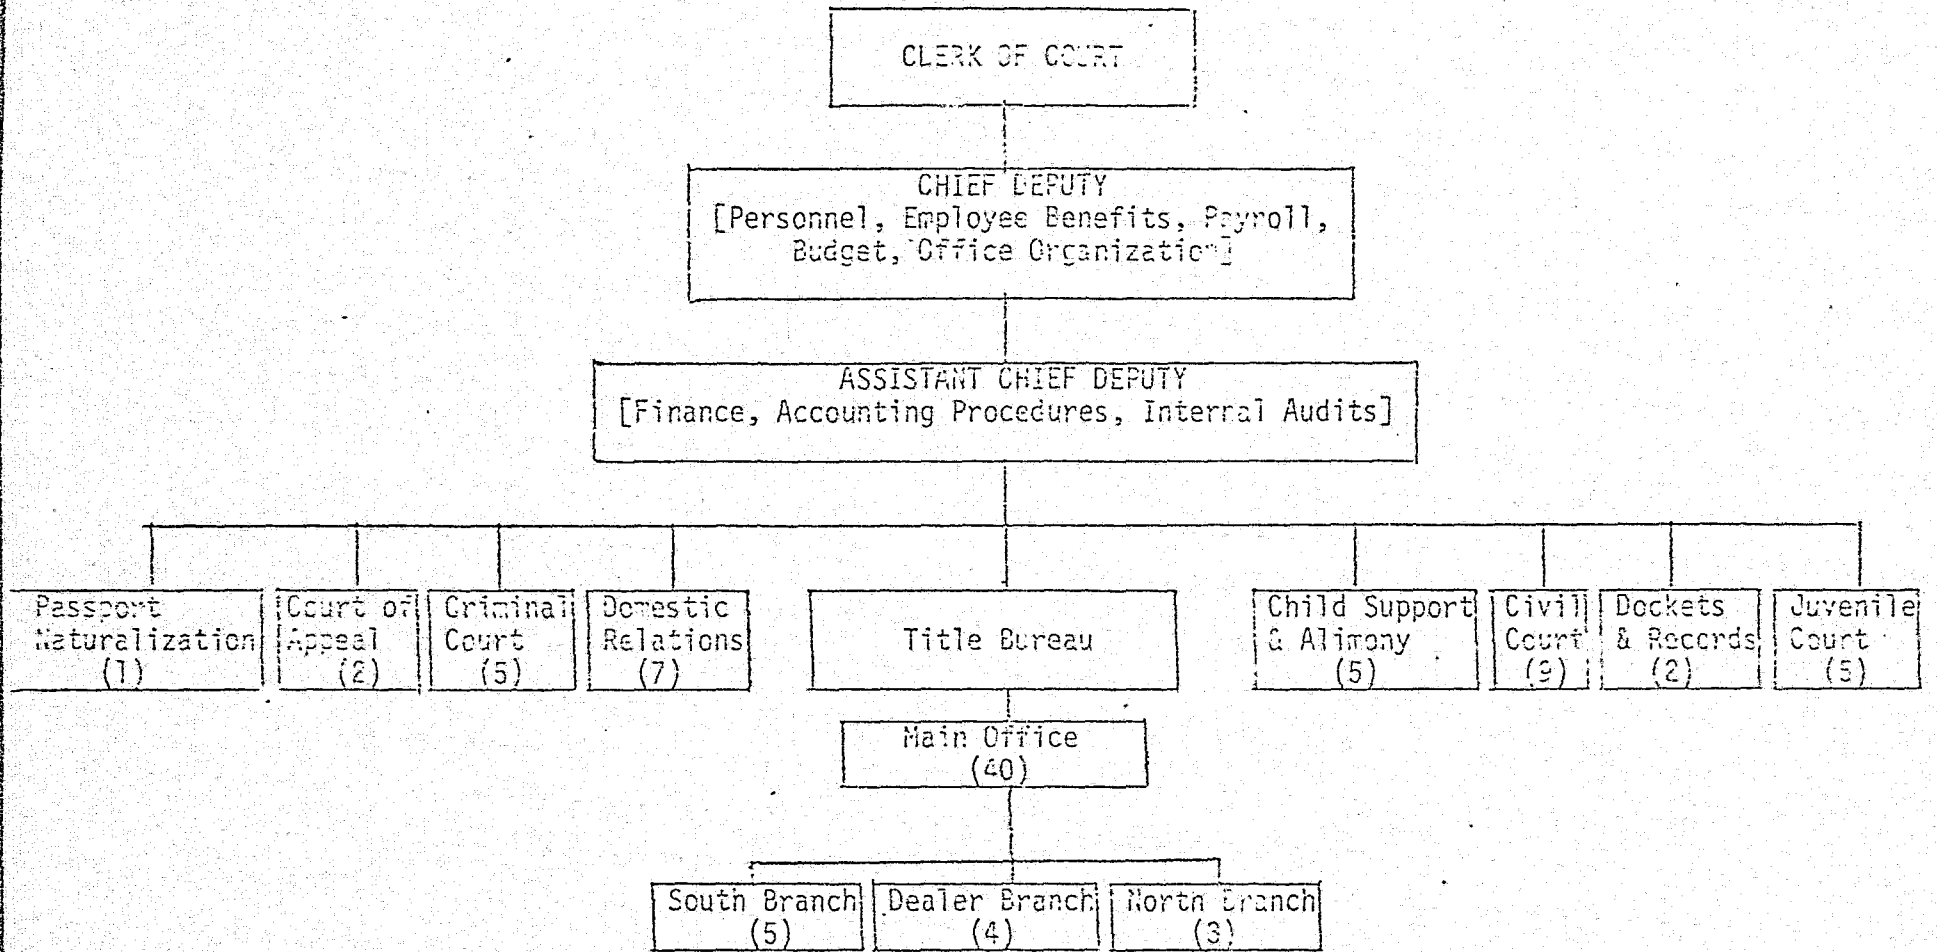 CLERK OF COURT
CHIEF DEPUTY
[Personnel, Employee Benefits, Payroll,
Budget, Office Organization]
ASSISTANT CHIEF DEPUTY
[Finance, Accounting Procedures, Internal Audits]
Passport
Naturalization
(1)
Court of
Appeal
(2)
Criminal
Court
(5)
Domestic
Relations
(7)
Title Bureau
Child Support
& Alimony
(5)
Civil
Court
(9)
Dockets
& Records
(2)
Juvenile
Court
(5)
Main Office
(40)
South Branch
(5)
Dealer Branch
(4)
North Branch
(3)